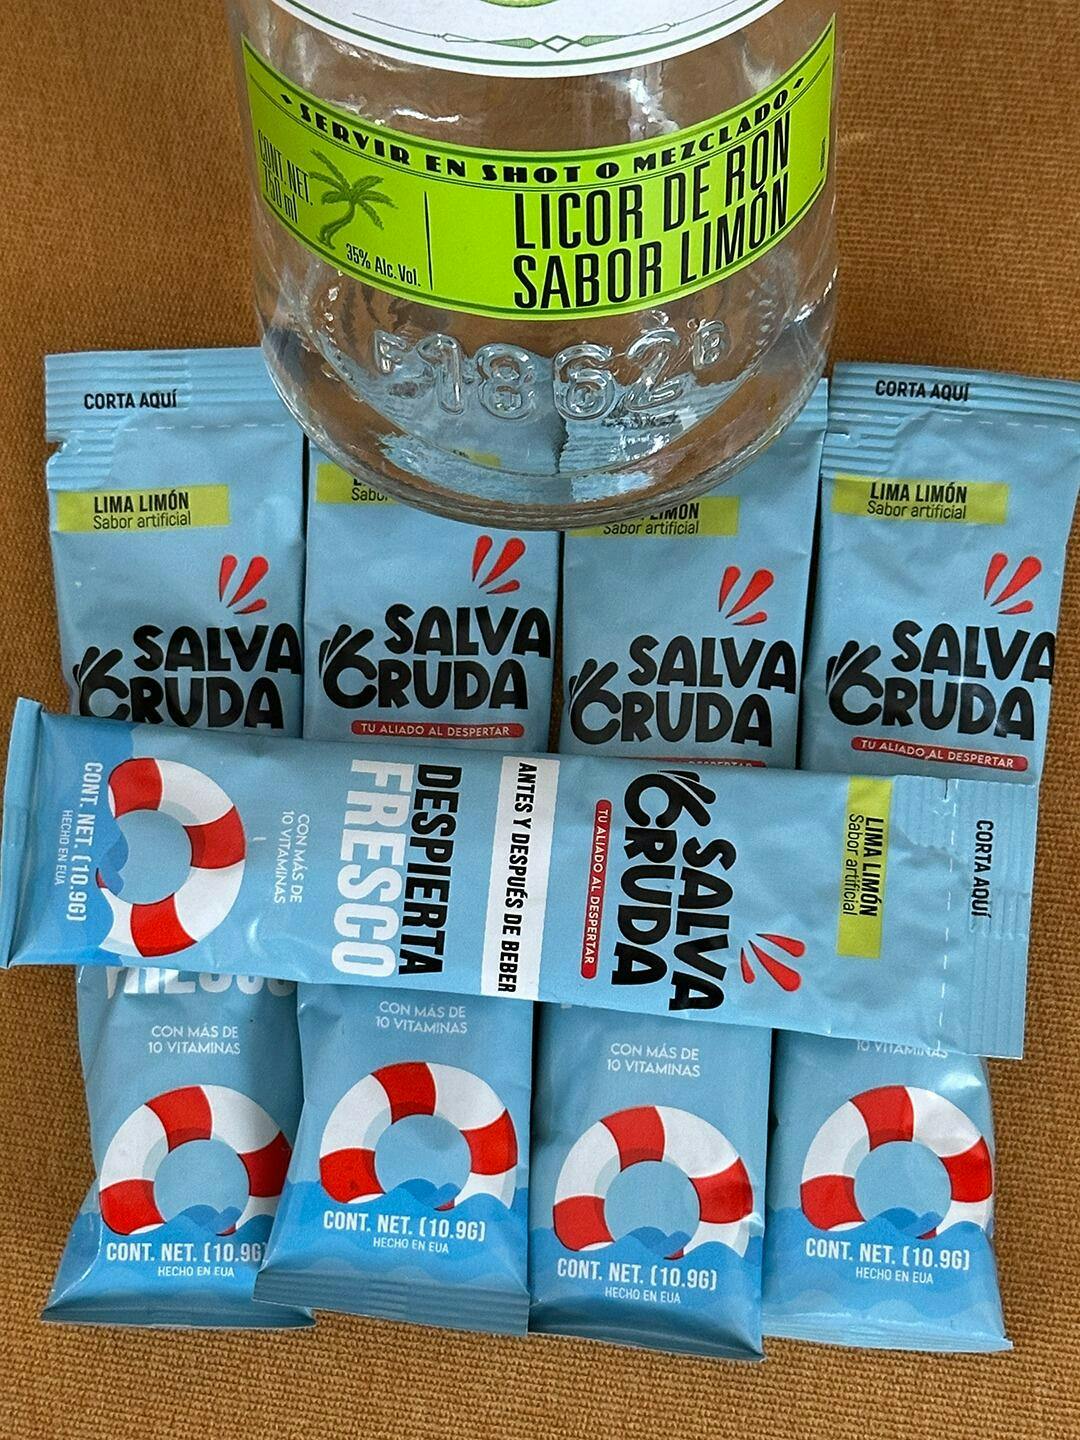 • SERVIR EN SHOT O MEZCLADO •
CONT. NET.
750 ml
35% Alc. Vol.
LICOR DE RON
SABOR LIMÓN
1862
CORTA AQUÍ
LIMA LIMÓN
Sabor artificial
SALVA
CRUDA
TU ALIADO AL DESPERTAR
LIMÓN
Sabor artificial
SALVA
CRUDA
CORTA AQUÍ
LIMA LIMÓN
Sabor artificial
SALVA
CRUDA
TU ALIADO AL DESPERTAR
SALVA
CRUDA
CORTA AQUÍ
LIMA LIMÓN
Sabor artificial
SALVA
CRUDA
TU ALIADO AL DESPERTAR
ANTES Y DESPUÉS DE BEBER
DESPIERTA
FRESCO
CON MÁS DE
10 VITAMINAS
CONT. NET. (10.9G)
HECHO EN EUA
CON MÁS DE
10 VITAMINAS
CONT. NET. (10.9G)
HECHO EN EUA
CON MÁS DE
10 VITAMINAS
CONT. NET. (10.9G)
HECHO EN EUA
CON MÁS DE
10 VITAMINAS
CONT. NET. (10.9G)
HECHO EN EUA
10 VITAMINAS
CONT. NET. (10.9G)
HECHO EN EUA